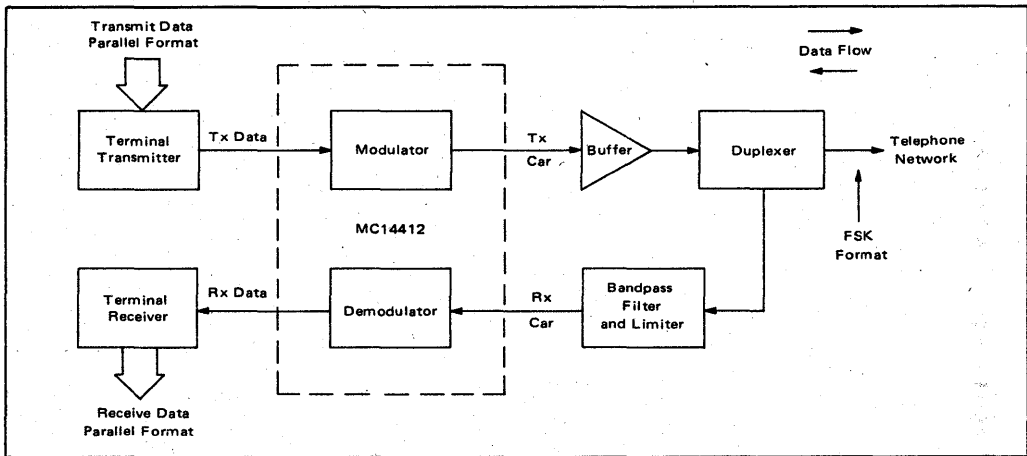 Transmit Data
Parallel Format
Data Flow
Terminal
Transmitter
Tx Data
Modulator
Tx
Car
Buffer
Duplexer
Telephone
Network
MC14412
FSK
Format
Terminal
Receiver
Rx Data
Demodulator
Rx
Car
Bandpass
Filter
and Limiter
Receive Data
Parallel Format